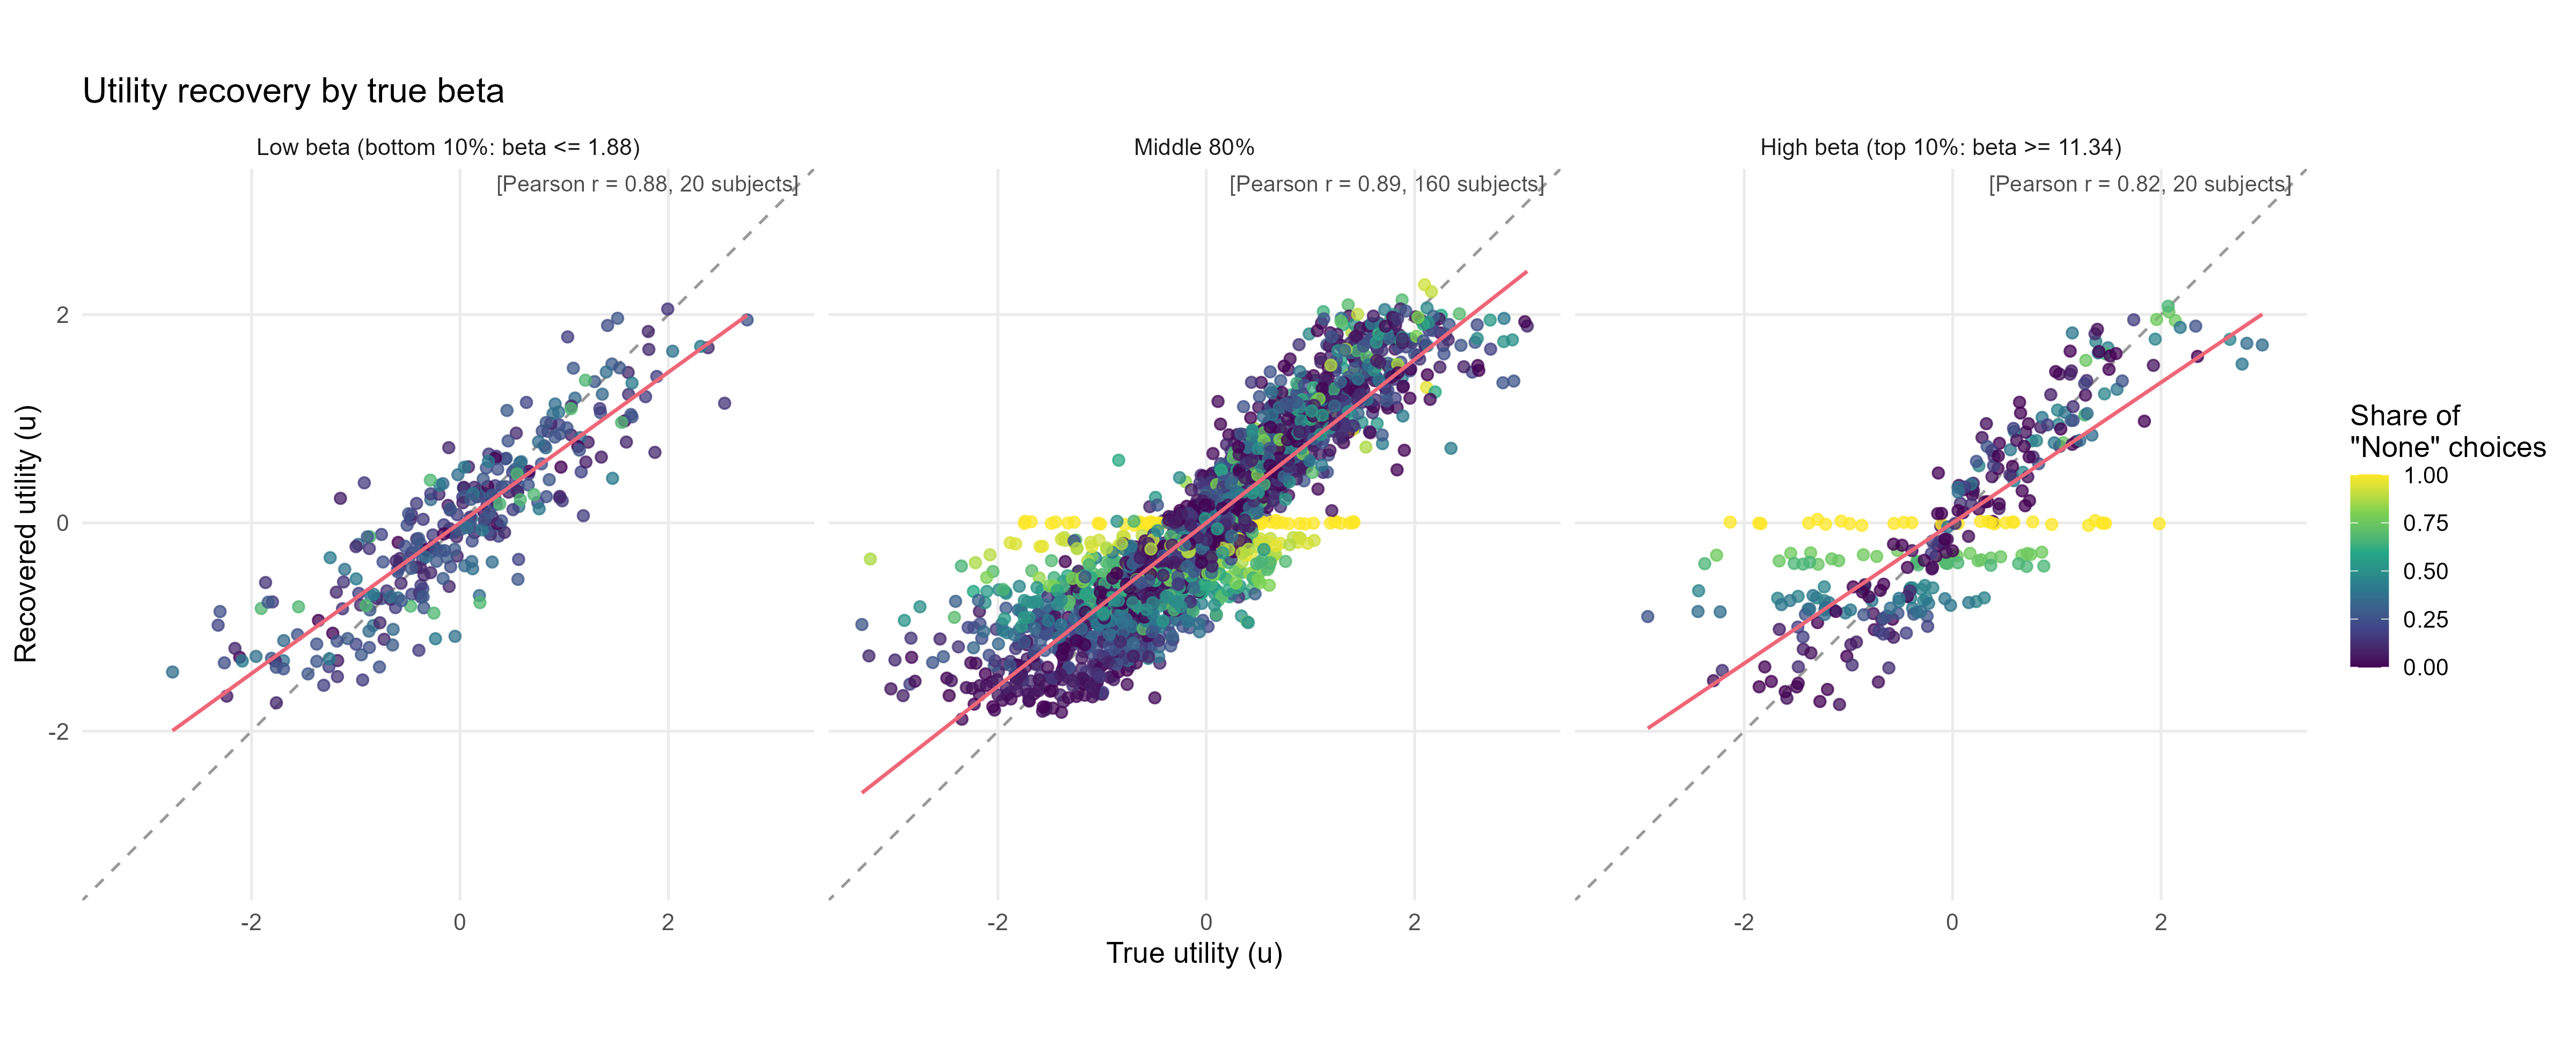 Utility recovery by true beta
Low beta (bottom 10%: beta <= 1.88)
Middle 80%
High beta (top 10%: beta >= 11.34)
[Pearson r = 0.88, 20 subjects]
[Pearson r = 0.89, 160 subjects]
[Pearson r = 0.82, 20 subjects]
Recovered utility (u)
2
0
-2
-2
0
2
-2
0
2
-2
0
2
True utility (u)
Share of
"None" choices
1.00
0.75
0.50
0.25
0.00